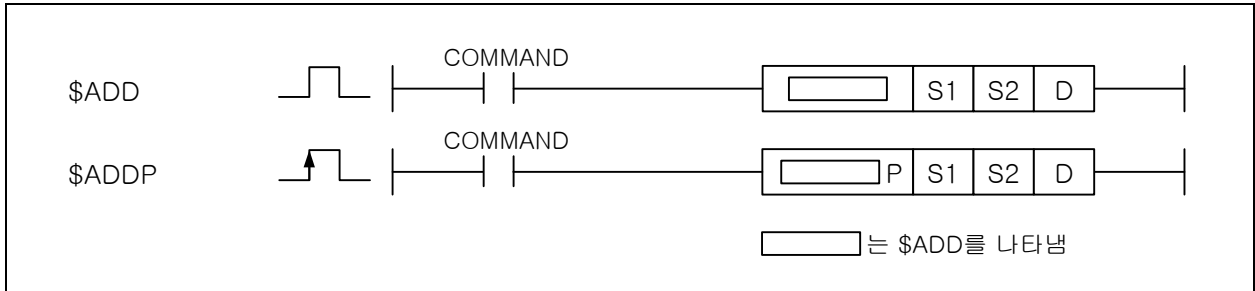 COMMAND
$ADD S1 S2 D
COMMAND
$ADDP P S1 S2 D
는 $ADD를 나타냄